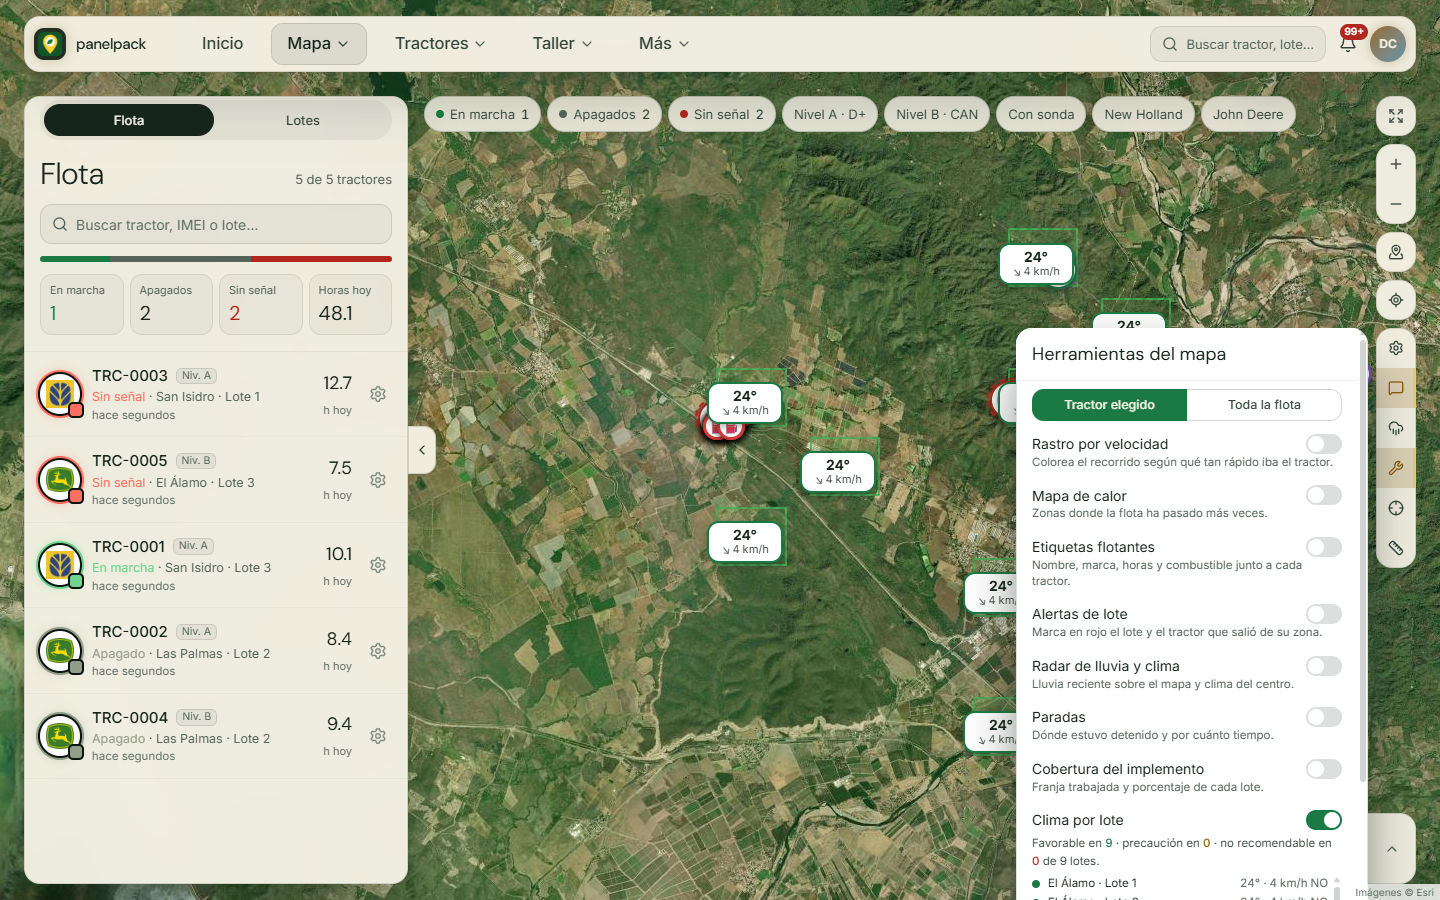 panelpack
Inicio
Mapa
Tractores
Taller
Más
Buscar tractor, lote...
99+
DC
Flota
Lotes
En marcha 1
Apagados 2
Sin señal 2
Nivel A · D+
Nivel B · CAN
Con sonda
New Holland
John Deere
Flota
5 de 5 tractores
Buscar tractor, IMEI o lote...
En marcha
1
Apagados
2
Sin señal
2
Horas hoy
48.1
TRC-0003 Niv. A
Sin señal · San Isidro · Lote 1
hace segundos
12.7
h hoy
TRC-0005 Niv. B
Sin señal · El Álamo · Lote 3
hace segundos
7.5
h hoy
TRC-0001 Niv. A
En marcha · San Isidro · Lote 3
hace segundos
10.1
h hoy
TRC-0002 Niv. A
Apagado · Las Palmas · Lote 2
hace segundos
8.4
h hoy
TRC-0004 Niv. B
Apagado · Las Palmas · Lote 2
hace segundos
9.4
h hoy
24°
↘ 4 km/h
24°
24°
↘ 4 km/h
24°
↘ 4 km/h
24°
↘ 4 km/h
24°
↘ 4 km/
24°
↘ 4 km/
Herramientas del mapa
Tractor elegido
Toda la flota
Rastro por velocidad
Colorea el recorrido según qué tan rápido iba el tractor.
Mapa de calor
Zonas donde la flota ha pasado más veces.
Etiquetas flotantes
Nombre, marca, horas y combustible junto a cada
tractor.
Alertas de lote
Marca en rojo el lote y el tractor que salió de su zona.
Radar de lluvia y clima
Lluvia reciente sobre el mapa y clima del centro.
Paradas
Dónde estuvo detenido y por cuánto tiempo.
Cobertura del implemento
Franja trabajada y porcentaje de cada lote.
Clima por lote
Favorable en 9 · precaución en 0 · no recomendable en
0 de 9 lotes.
El Álamo · Lote 1
24° · 4 km/h NO
Imágenes © Esri